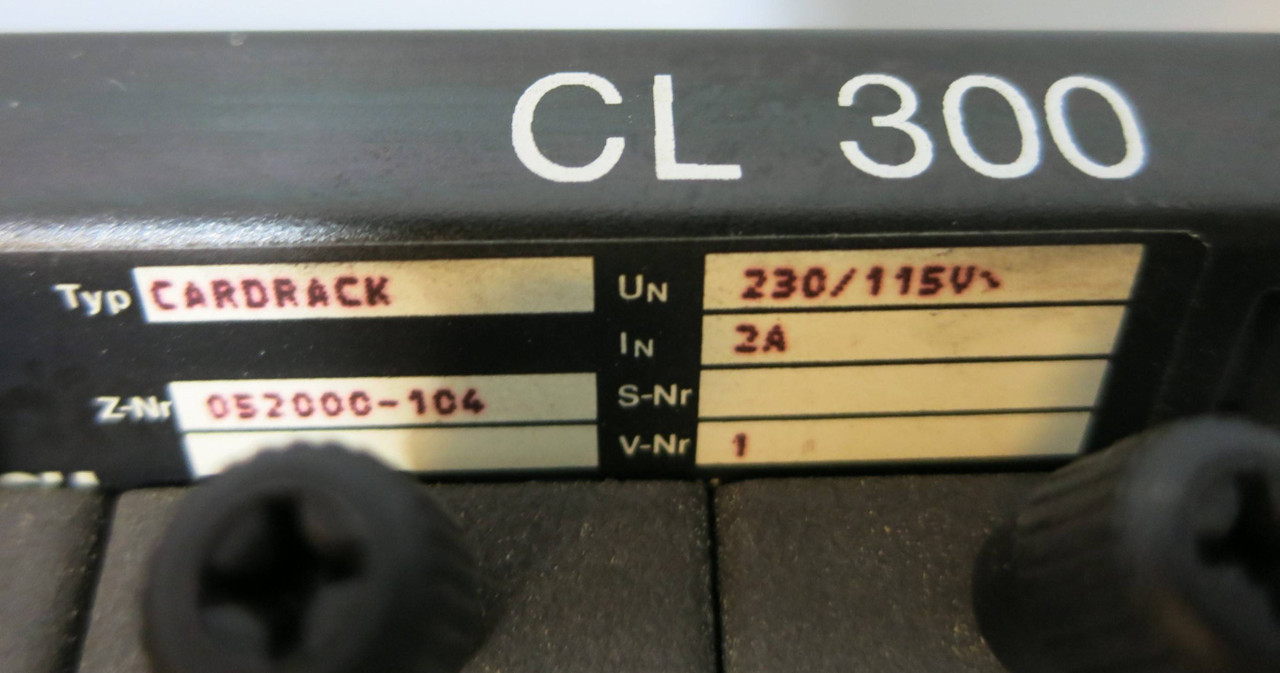 CL 300
Typ CARDRACK
UN 230/115V~
IN 2A
Z-Nr 052000-104
S-Nr
V-Nr 1